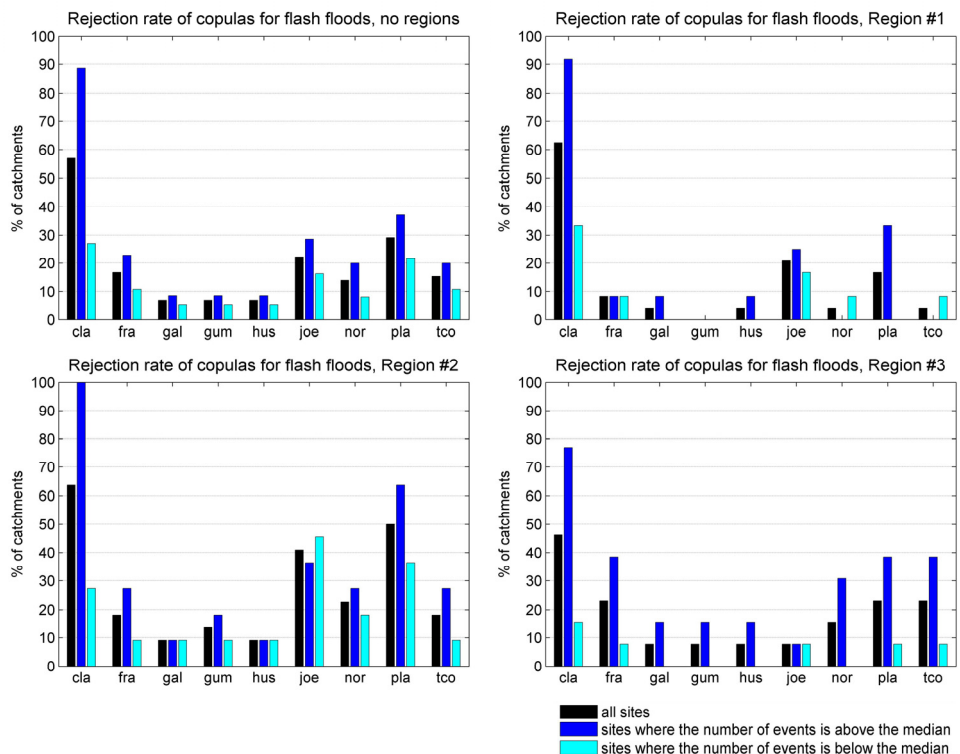 Rejection rate of copulas for flash floods, no regions
100
90
80
70
60
50
40
30
20
10
0
% of catchments
cla fra gal gum hus joe nor pla tco
Rejection rate of copulas for flash floods, Region #1
100
90
80
70
60
50
40
30
20
10
0
% of catchments
cla fra gal gum hus joe nor pla tco
Rejection rate of copulas for flash floods, Region #2
100
90
80
70
60
50
40
30
20
10
0
% of catchments
cla fra gal gum hus joe nor pla tco
Rejection rate of copulas for flash floods, Region #3
100
90
80
70
60
50
40
30
20
10
0
% of catchments
cla fra gal gum hus joe nor pla tco
all sites
sites where the number of events is above the median
sites where the number of events is below the median